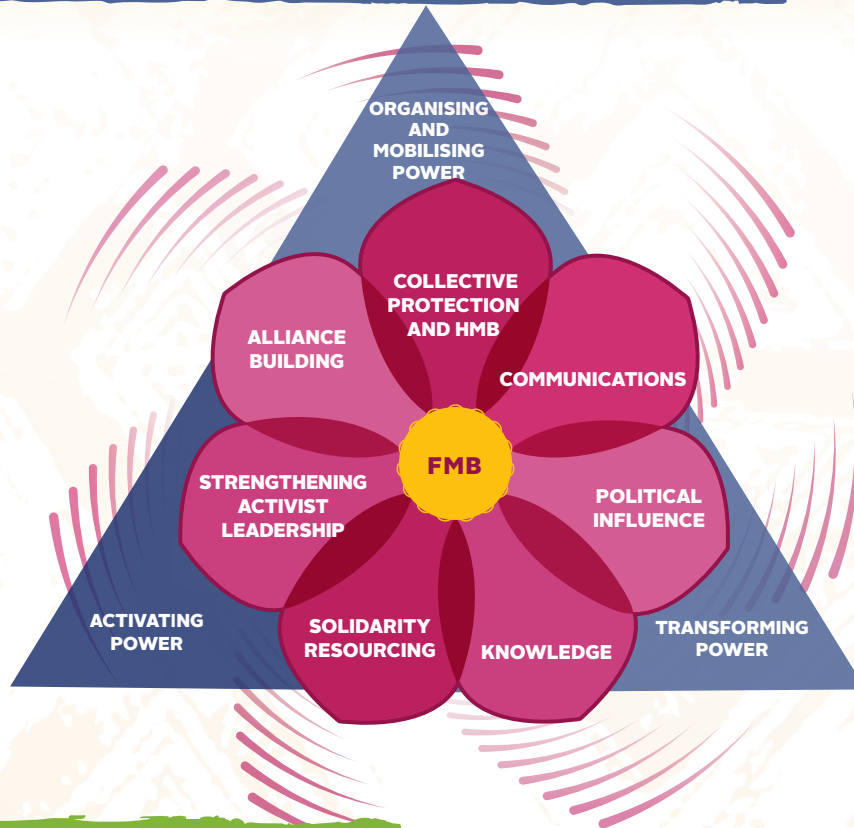 ORGANISING
AND
MOBILISING
POWER
COLLECTIVE
PROTECTION
AND HMB
ALLIANCE
BUILDING
COMMUNICATIONS
FMB
STRENGTHENING
ACTIVIST
LEADERSHIP
POLITICAL
INFLUENCE
SOLIDARITY
RESOURCING
KNOWLEDGE
ACTIVATING
POWER
TRANSFORMING
POWER